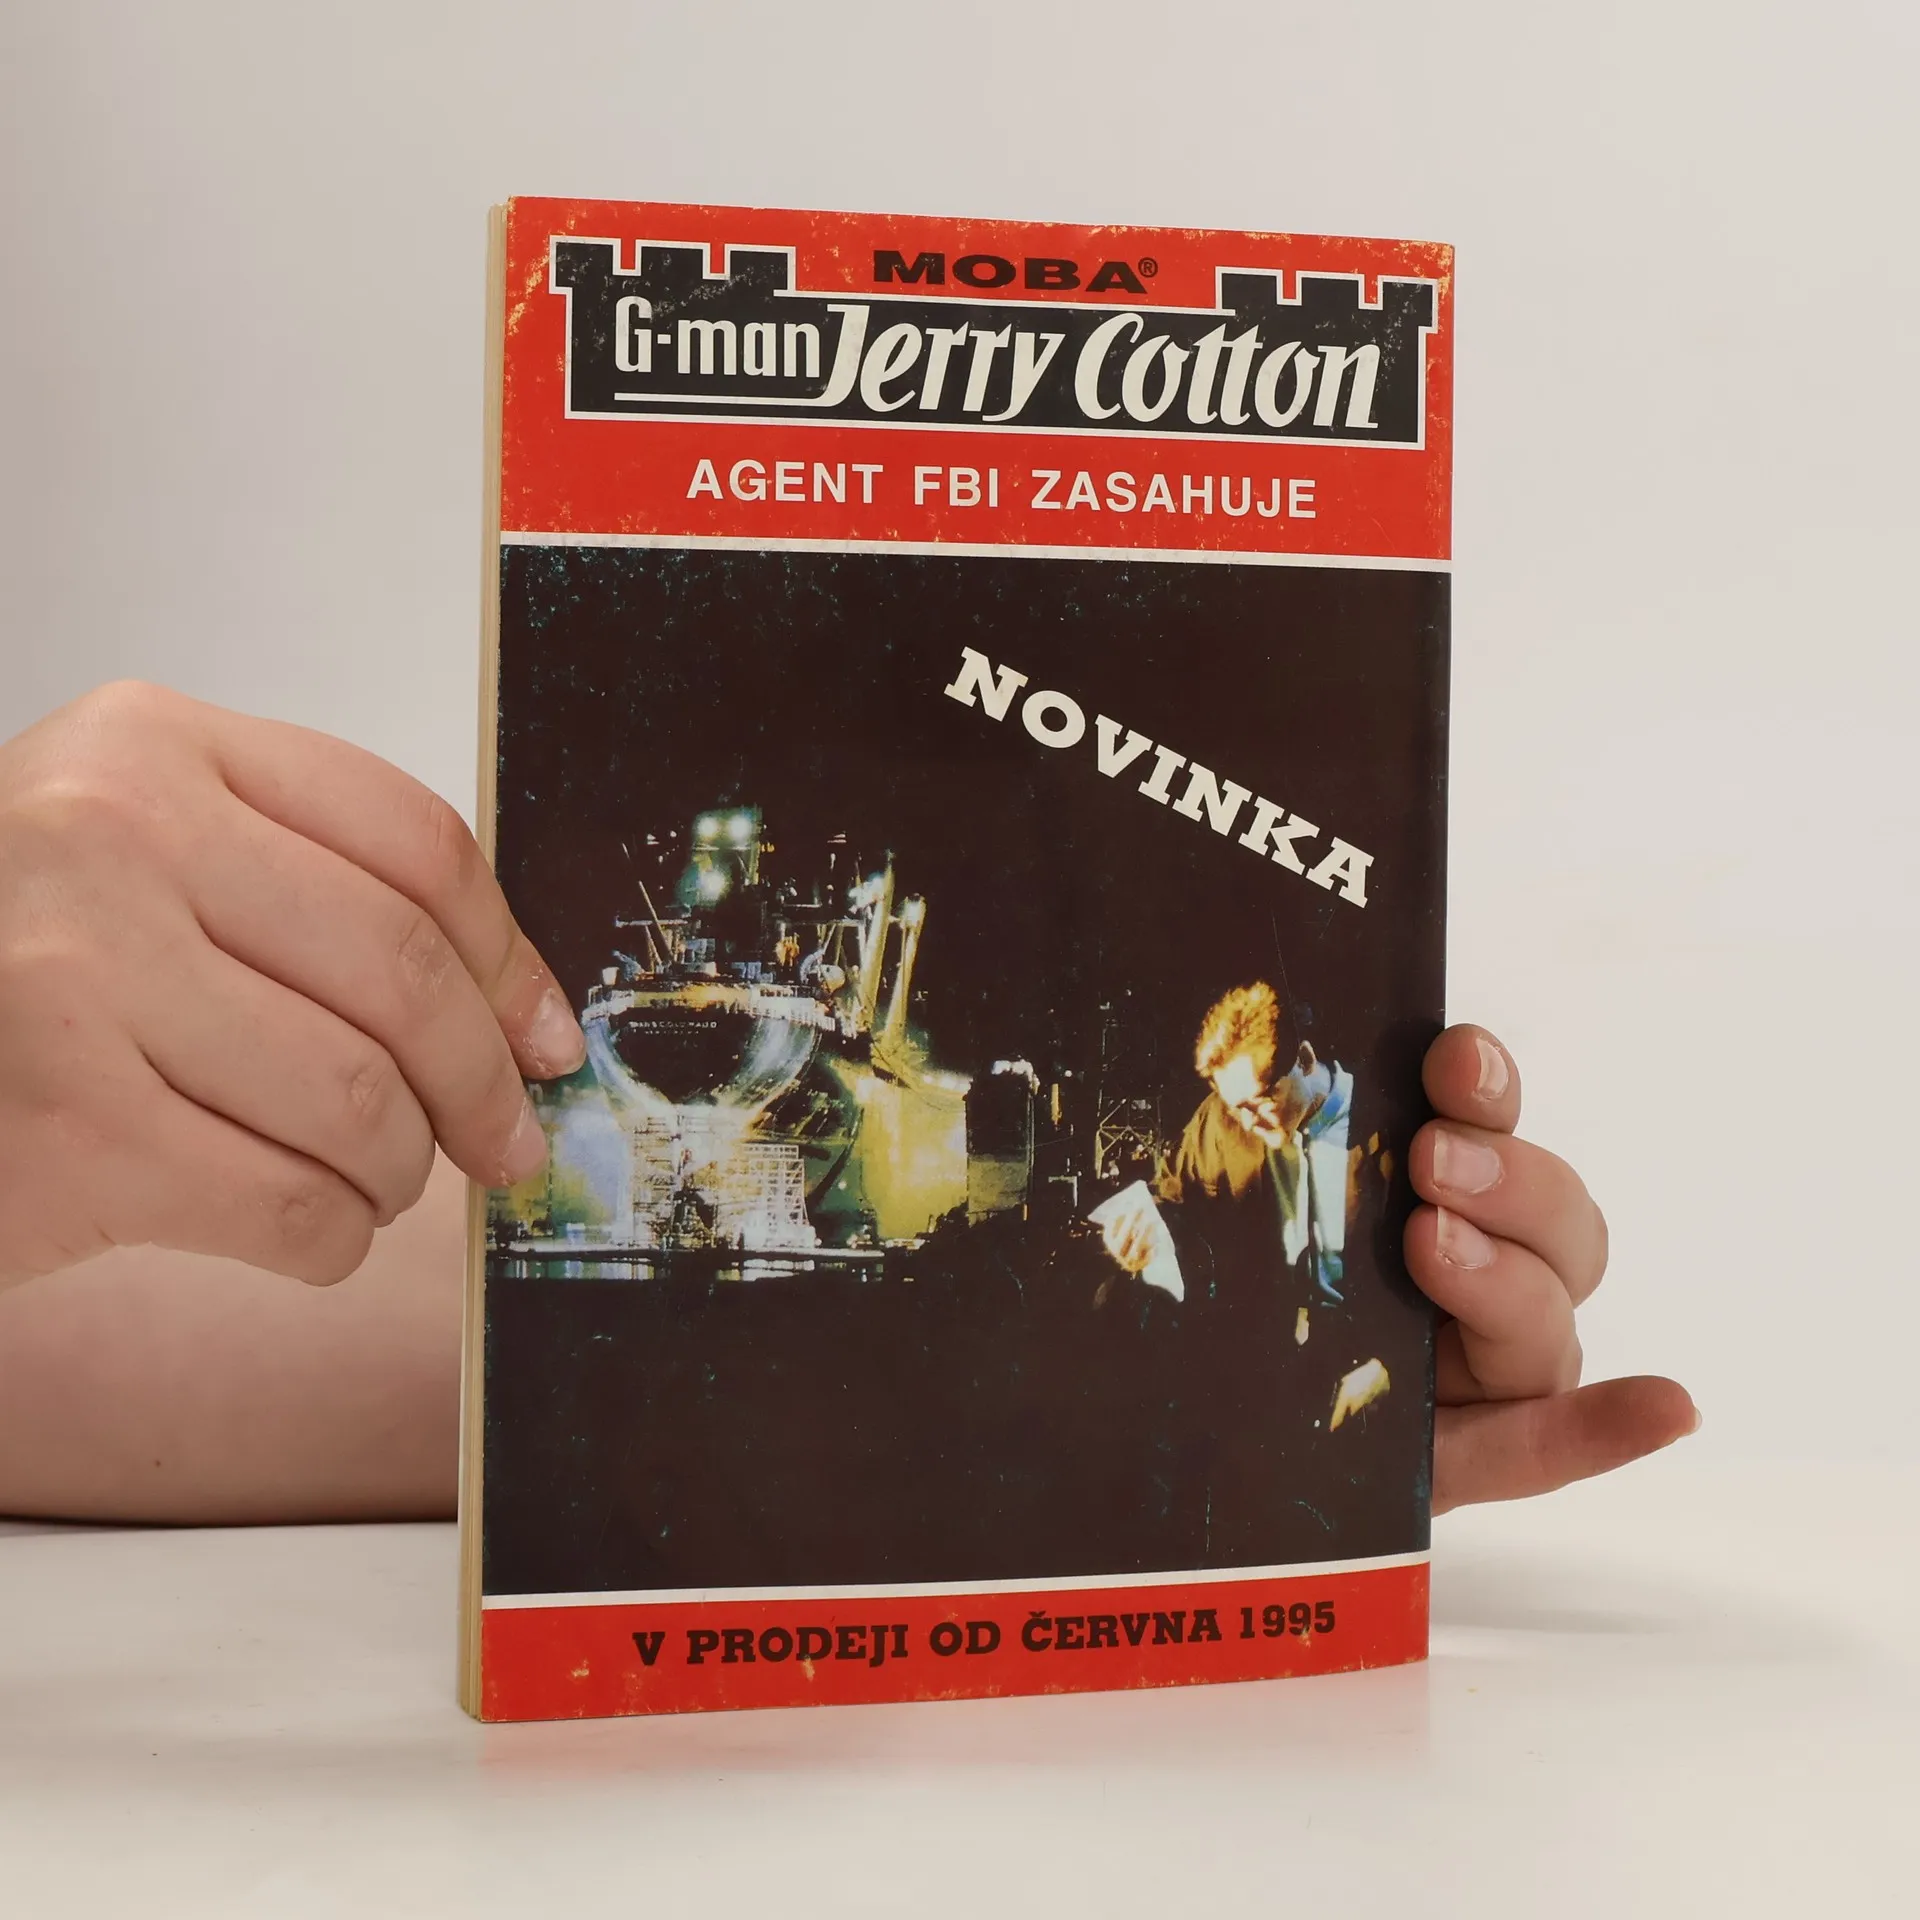 MOBA®
G-man Jerry Cotton
AGENT FBI ZASAHUJE
NOVINKA
V PRODEJI OD ČERVNA 1995